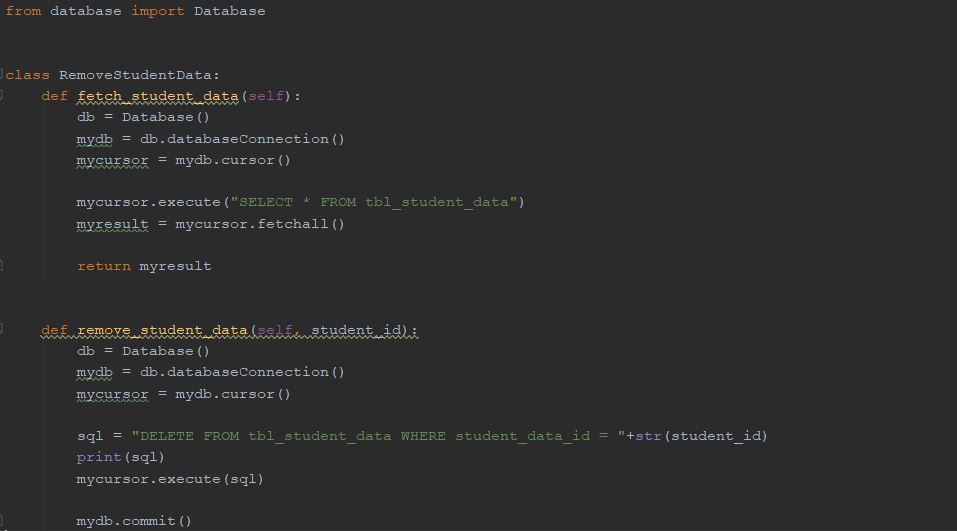 from database import Database
class RemoveStudentData:
    def fetch_student_data(self):
        db = Database()
        mydb = db.databaseConnection()
        mycursor = mydb.cursor()
        mycursor.execute("SELECT * FROM tbl_student_data")
        myresult = mycursor.fetchall()
        return myresult
    def remove_student_data(self, student_id):
        db = Database()
        mydb = db.databaseConnection()
        mycursor = mydb.cursor()
        sql = "DELETE FROM tbl_student_data WHERE student_data_id = "+str(student_id)
        print(sql)
        mycursor.execute(sql)
        mydb.commit()